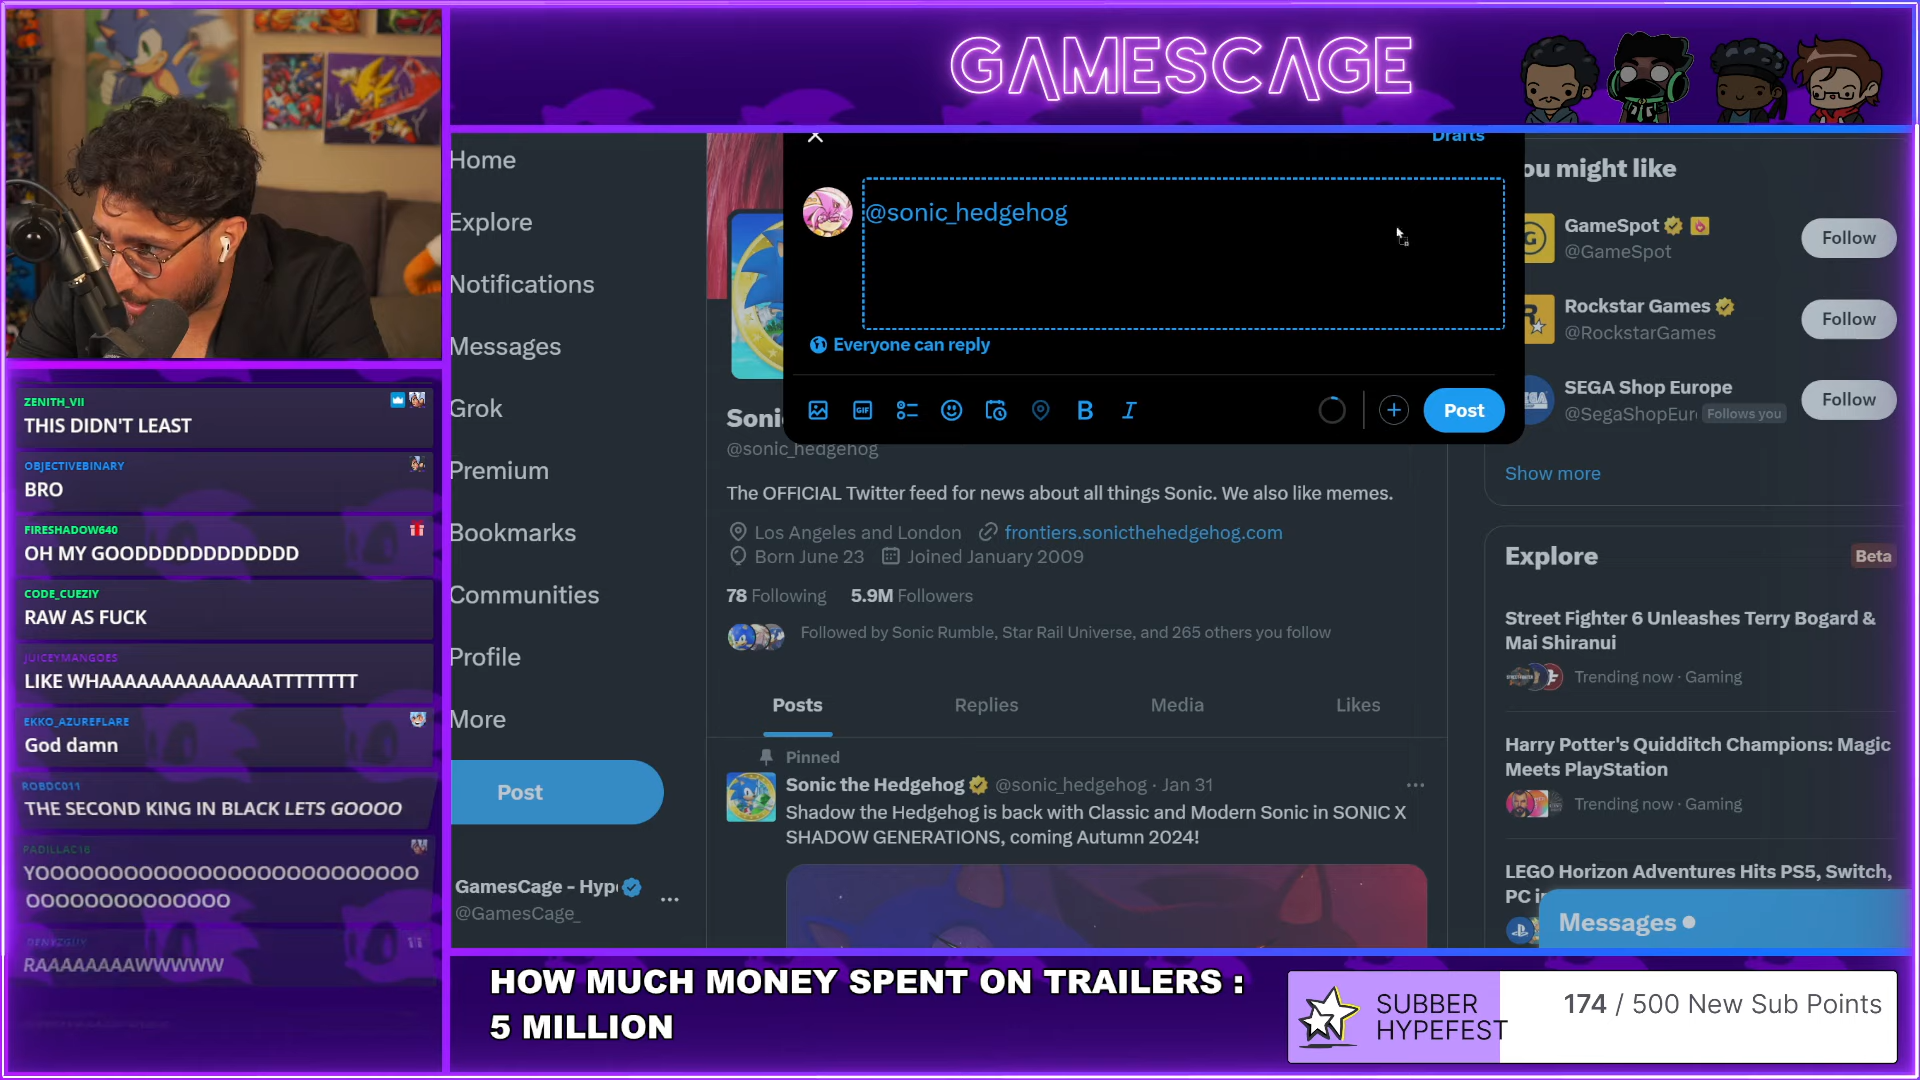 GAMESCAGE
Home
Explore
Notifications
Messages
Grok
Premium
Bookmarks
Communities
Profile
More
Post
GamesCage - Hyp
@GamesCage_
Drafts
@sonic_hedgehog
Everyone can reply
GIF
B I
Post
Soni
@sonic_hedgehog
The OFFICIAL Twitter feed for news about all things Sonic. We also like memes.
Los Angeles and London frontiers.sonicthehedgehog.com
Born June 23 Joined January 2009
78 Following 5.9M Followers
Followed by Sonic Rumble, Star Rail Universe, and 265 others you follow
Posts Replies Media Likes
Pinned
Sonic the Hedgehog @sonic_hedgehog · Jan 31
Shadow the Hedgehog is back with Classic and Modern Sonic in SONIC X
SHADOW GENERATIONS, coming Autumn 2024!
ou might like
GameSpot
@GameSpot
Follow
Rockstar Games
@RockstarGames
Follow
SEGA Shop Europe
@SegaShopEur Follows you
Follow
Show more
Explore Beta
Street Fighter 6 Unleashes Terry Bogard &
Mai Shiranui
Trending now · Gaming
Harry Potter's Quidditch Champions: Magic
Meets PlayStation
Trending now · Gaming
LEGO Horizon Adventures Hits PS5, Switch,
PC i
Messages
ZENITH_VII
THIS DIDN'T LEAST
OBJECTIVEBINARY
BRO
FIRESHADOW640
OH MY GOODDDDDDDDDDDD
CODE_CUEZIY
RAW AS FUCK
JUICEYMANGOES
LIKE WHAAAAAAAAAAAAAATTTTTTTT
EKKO_AZUREFLARE
God damn
ROBDC011
THE SECOND KING IN BLACK LETS GOOOO
PADILLAC16
YOOOOOOOOOOOOOOOOOOOOOOOOO
OOOOOOOOOOOOOO
RAAAAAAAAWWWWW
HOW MUCH MONEY SPENT ON TRAILERS :
5 MILLION
SUBBER
HYPEFEST
174 / 500 New Sub Points